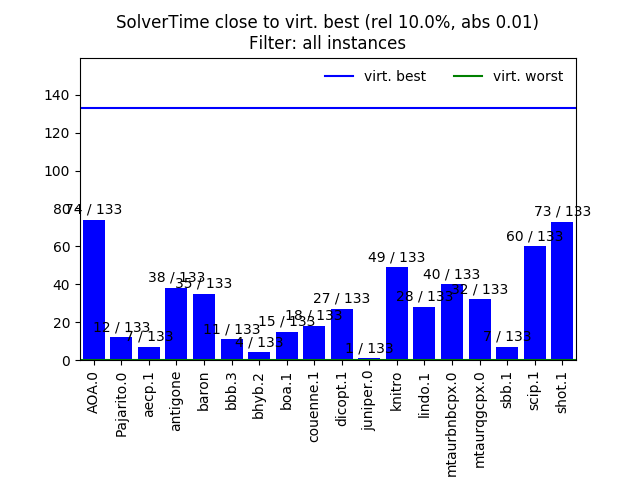 SolverTime close to virt. best (rel 10.0%, abs 0.01)
Filter: all instances
virt. best
virt. worst
140
120
100
80
60
40
20
0
74 / 133
12 / 133
7 / 133
38 / 133
35 / 133
11 / 133
4 / 133
15 / 133
18 / 133
27 / 133
1 / 133
49 / 133
28 / 133
40 / 133
32 / 133
7 / 133
60 / 133
73 / 133
AOA.0
Pajarito.0
aecp.1
antigone
baron
bbb.3
bhyb.2
boa.1
couenne.1
dicopt.1
juniper.0
knitro
lindo.1
mtaurbnbcpx.0
mtaurqgcpx.0
sbb.1
scip.1
shot.1